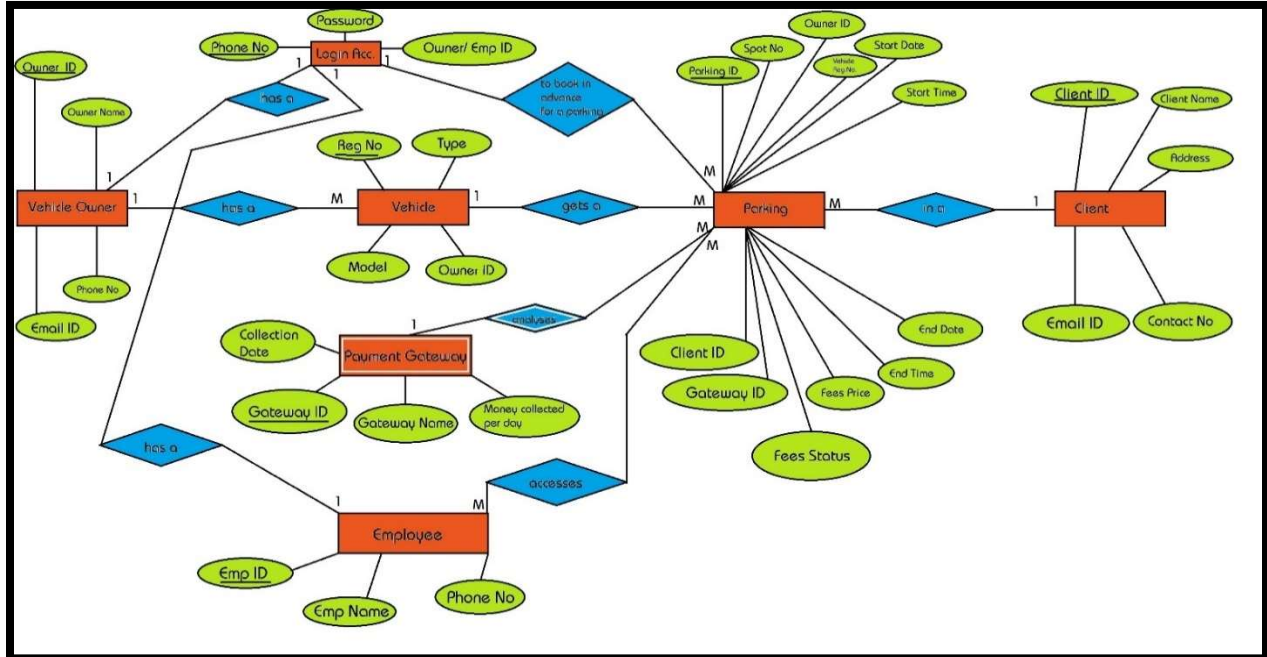 Password
Phone No
Login Acc.
Owner/ Emp ID
1
1
1
Owner ID
Owner Name
has a
to book in
advance
for a parking
Parking ID
Spot No
Owner ID
Vehicle
Reg No.
Start Date
Start Time
Client ID
Client Name
Address
Reg No
Type
1
M
Vehicle Owner
1
has a
M
Vehicle
1
gets a
M
Parking
M
in a
1
Client
M
M
Phone No
Email ID
Model
Owner ID
Email ID
Contact No
1
analyses
Collection
Date
Payment Gateway
Gateway ID
Gateway Name
Money collected
per day
Client ID
Gateway ID
Fees Status
Fees Price
End Time
End Date
has a
accesses
1
M
Employee
Emp ID
Emp Name
Phone No